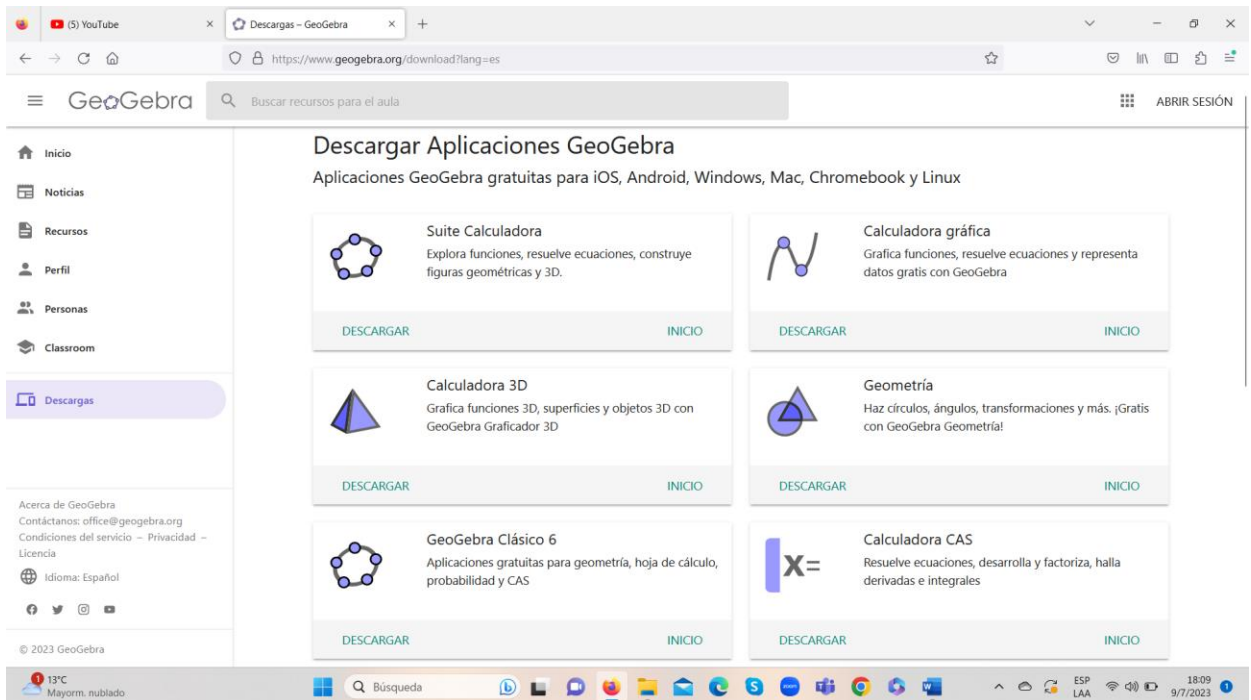 (5) YouTube
Descargas – GeoGebra
https://www.geogebra.org/download?lang=es
GeoGebra
Buscar recursos para el aula
ABRIR SESIÓN
Inicio
Noticias
Recursos
Perfil
Personas
Classroom
Descargas
Acerca de GeoGebra
Contáctanos: office@geogebra.org
Condiciones del servicio – Privacidad –
Licencia
Idioma: Español
© 2023 GeoGebra
Descargar Aplicaciones GeoGebra
Aplicaciones GeoGebra gratuitas para iOS, Android, Windows, Mac, Chromebook y Linux
Suite Calculadora
Explora funciones, resuelve ecuaciones, construye
figuras geométricas y 3D.
DESCARGAR
INICIO
Calculadora gráfica
Grafica funciones, resuelve ecuaciones y representa
datos gratis con GeoGebra
DESCARGAR
INICIO
Calculadora 3D
Grafica funciones 3D, superficies y objetos 3D con
GeoGebra Graficador 3D
DESCARGAR
INICIO
Geometría
Haz círculos, ángulos, transformaciones y más. ¡Gratis
con GeoGebra Geometría!
DESCARGAR
INICIO
GeoGebra Clásico 6
Aplicaciones gratuitas para geometría, hoja de cálculo,
probabilidad y CAS
DESCARGAR
INICIO
X=
Calculadora CAS
Resuelve ecuaciones, desarrolla y factoriza, halla
derivadas e integrales
DESCARGAR
INICIO
1
13°C
Mayorm. nublado
Búsqueda
zoom
ESP
LAA
18:09
9/7/2023
1